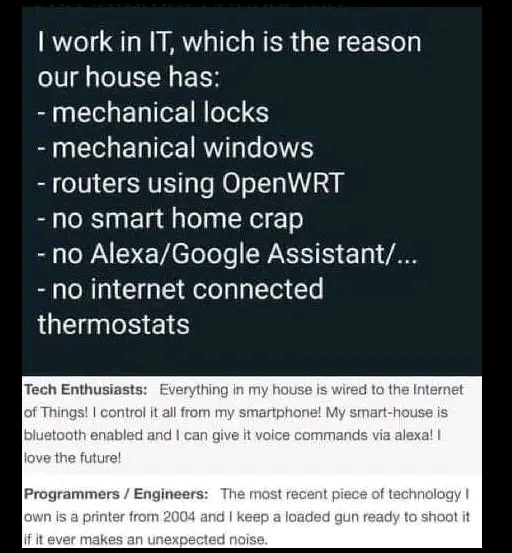 I work in IT, which is the reason
our house has:
- mechanical locks
- mechanical windows
- routers using OpenWRT
- no smart home crap
- no Alexa/Google Assistant/...
- no internet connected
thermostats
Tech Enthusiasts: Everything in my house is wired to the Internet
of Things! I control it all from my smartphone! My smart-house is
bluetooth enabled and I can give it voice commands via alexa! I
love the future!
Programmers / Engineers: The most recent piece of technology I
own is a printer from 2004 and I keep a loaded gun ready to shoot it
if it ever makes an unexpected noise.